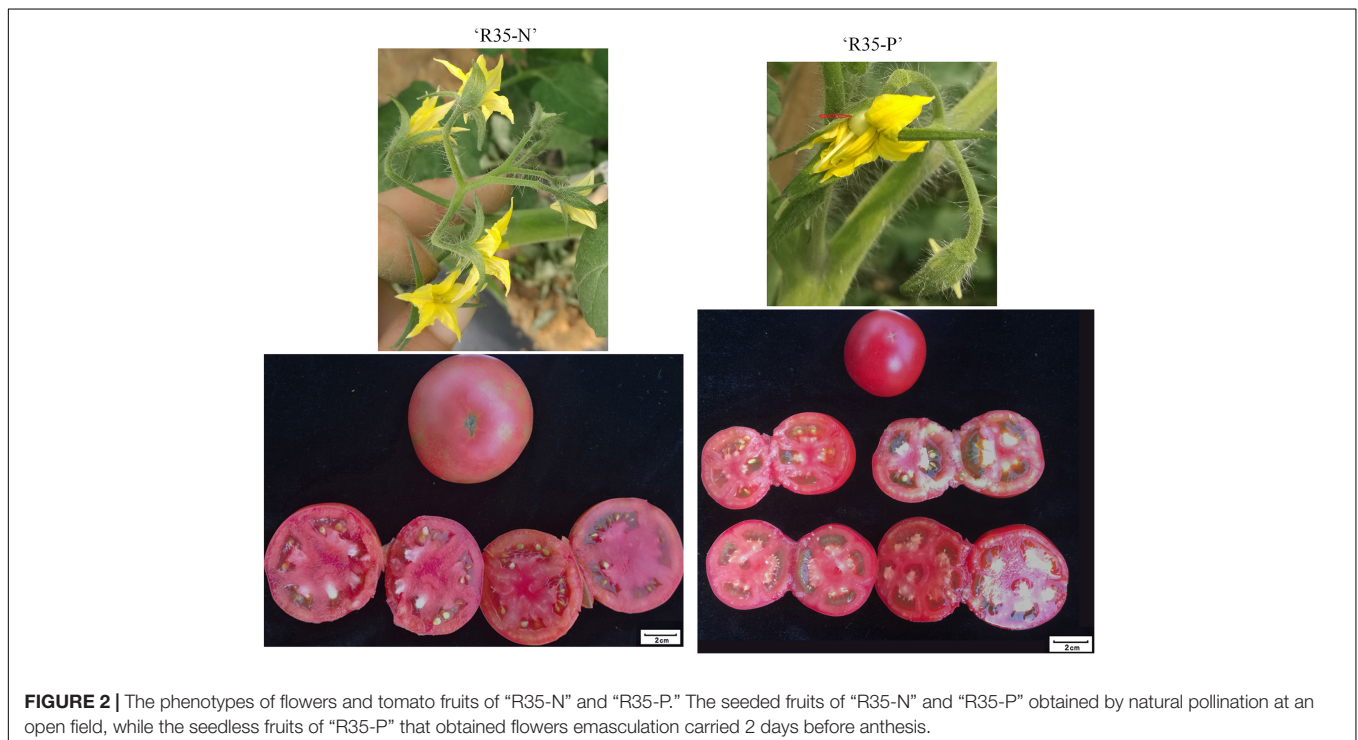 ‘R35-N’
‘R35-P’
2cm
2cm
FIGURE 2 | The phenotypes of flowers and tomato fruits of “R35-N” and “R35-P.” The seeded fruits of “R35-N” and “R35-P” obtained by natural pollination at an
open field, while the seedless fruits of “R35-P” that obtained flowers emasculation carried 2 days before anthesis.